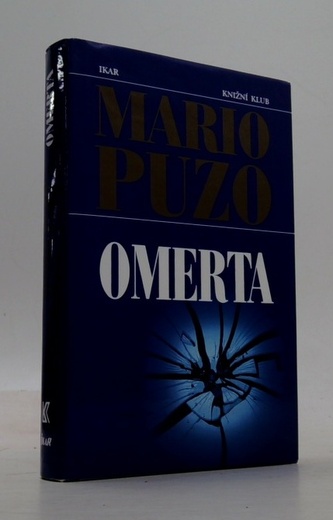 IKAR
KNIŽNÍ KLUB
MARIO
PUZO
OMERTA